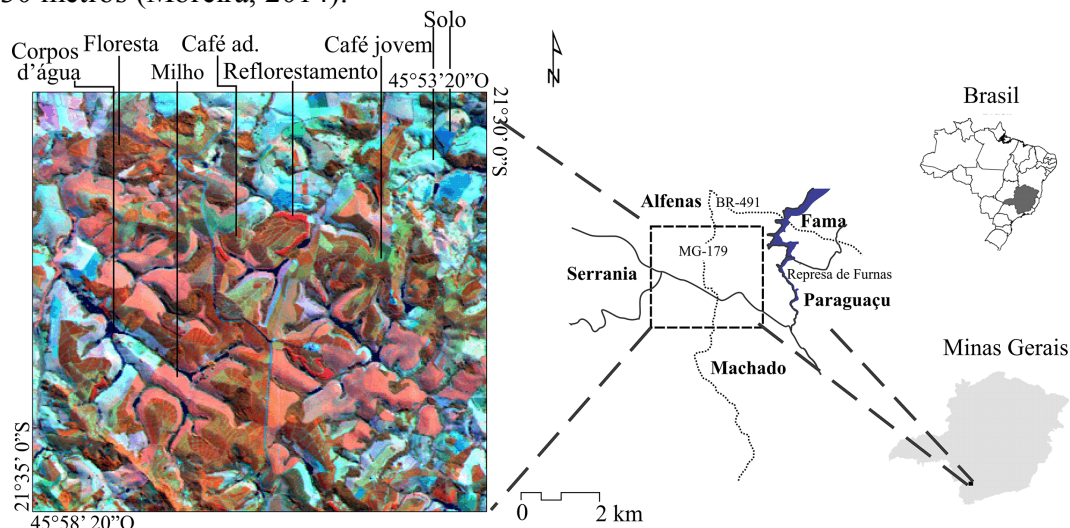 30 metros (Moreira, 2014).
Solo
Corpos
d’água
Floresta
Café ad.
Café jovem
Milho
Reflorestamento
45°53’20”O
21°30’ 0”S
21°35’ 0”S
45°58’ 20”O
N
Alfenas
BR-491
Fama
MG-179
Serrania
Represa de Furnas
Paraguaçu
Machado
0
2 km
Brasil
Minas Gerais